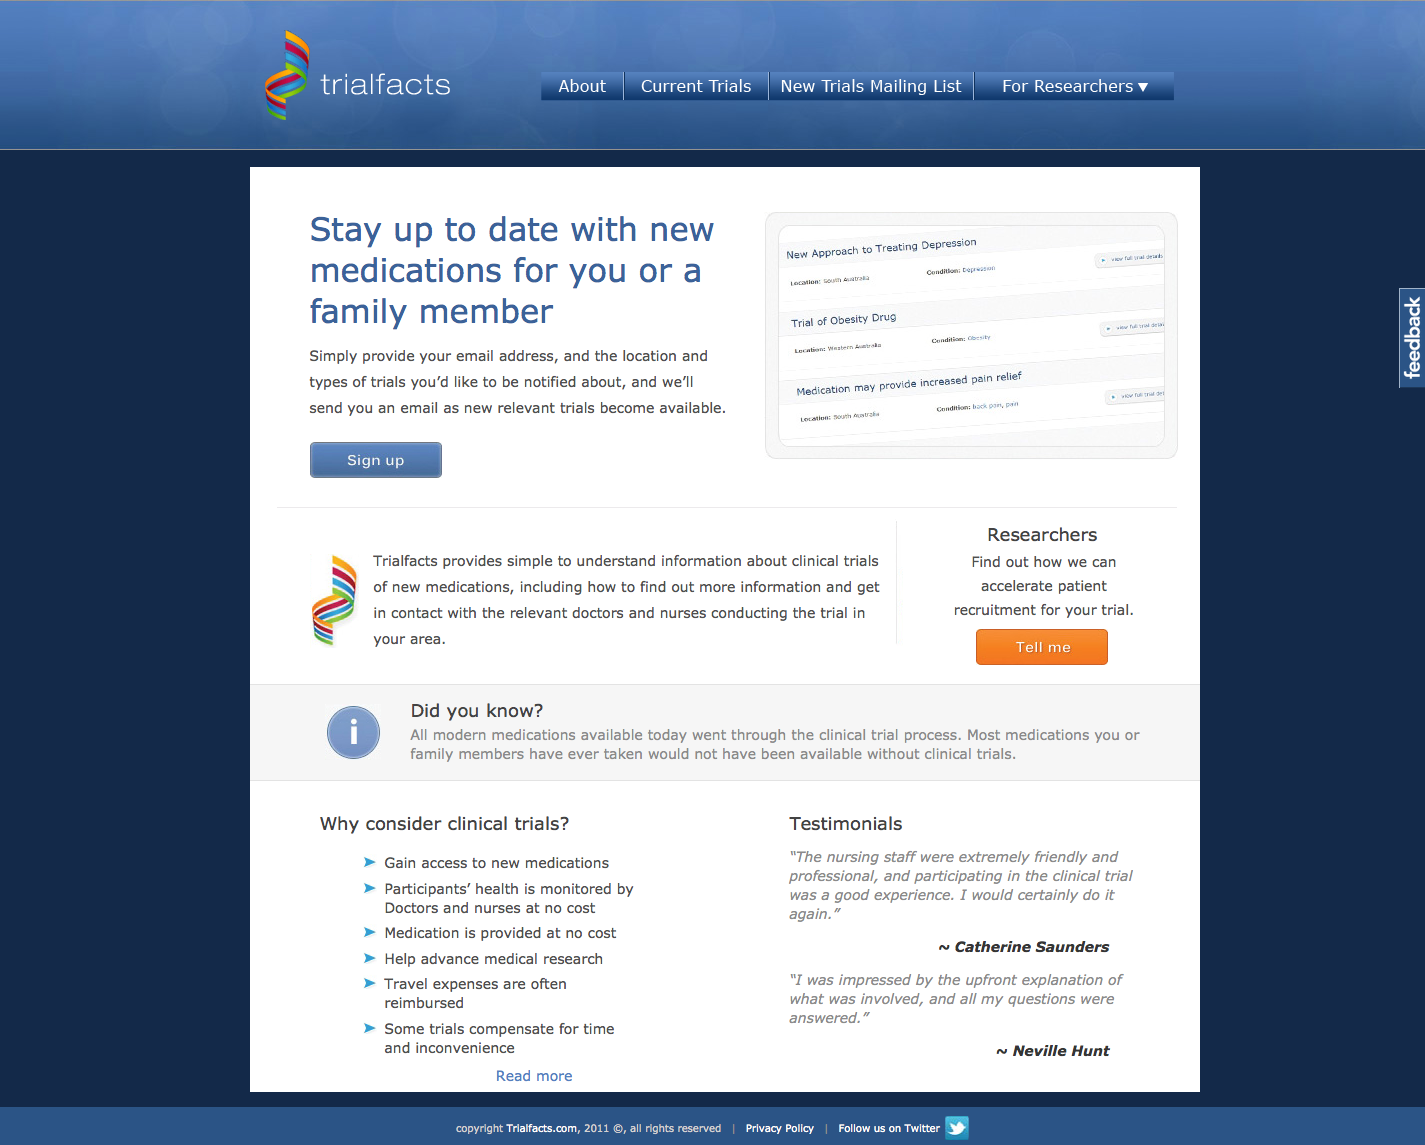 trialfacts
About
Current Trials
New Trials Mailing List
For Researchers ▼
Stay up to date with new
medications for you or a
family member
Simply provide your email address, and the location and
types of trials you’d like to be notified about, and we’ll
send you an email as new relevant trials become available.
Sign up
New Approach to Treating Depression
Location: South Australia
Condition: Depression
view full trial details
Trial of Obesity Drug
Location: Western Australia
Condition: Obesity
view full trial detai
Medication may provide increased pain relief
Location: South Australia
Condition: back pain, pain
view full trial det
feedback
Trialfacts provides simple to understand information about clinical trials
of new medications, including how to find out more information and get
in contact with the relevant doctors and nurses conducting the trial in
your area.
Researchers
Find out how we can
accelerate patient
recruitment for your trial.
Tell me
i
Did you know?
All modern medications available today went through the clinical trial process. Most medications you or
family members have ever taken would not have been available without clinical trials.
Why consider clinical trials?
Gain access to new medications
Participants’ health is monitored by
Doctors and nurses at no cost
Medication is provided at no cost
Help advance medical research
Travel expenses are often
reimbursed
Some trials compensate for time
and inconvenience
Read more
Testimonials
“The nursing staff were extremely friendly and
professional, and participating in the clinical trial
was a good experience. I would certainly do it
again.”
~ Catherine Saunders
“I was impressed by the upfront explanation of
what was involved, and all my questions were
answered.”
~ Neville Hunt
copyright Trialfacts.com, 2011 ©, all rights reserved | Privacy Policy | Follow us on Twitter